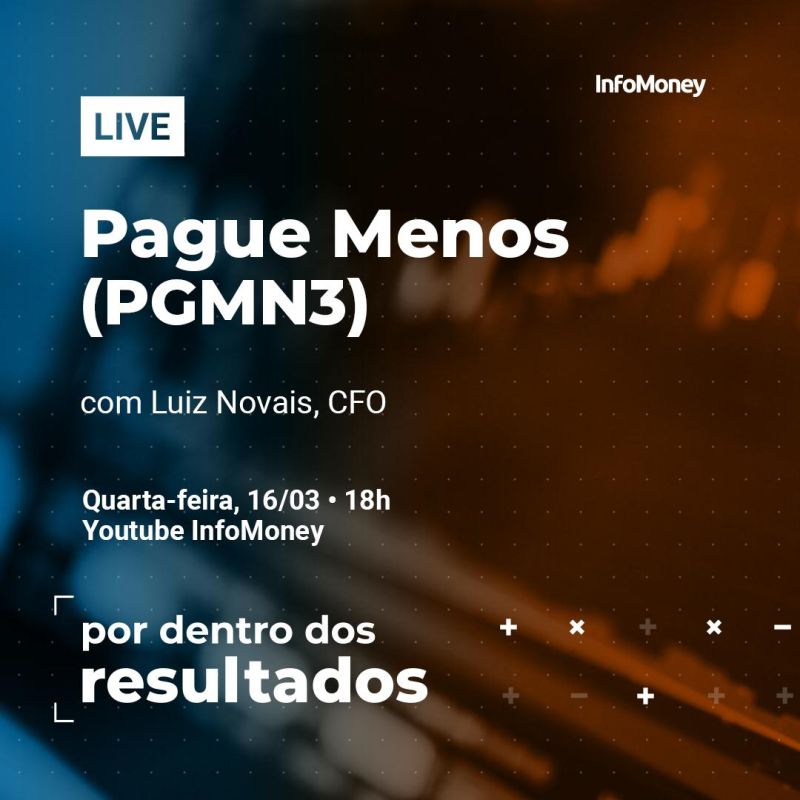 InfoMoney
LIVE
Pague Menos
(PGMN3)
com Luiz Novais, CFO
Quarta-feira, 16/03 • 18h
Youtube InfoMoney
por dentro dos
resultados